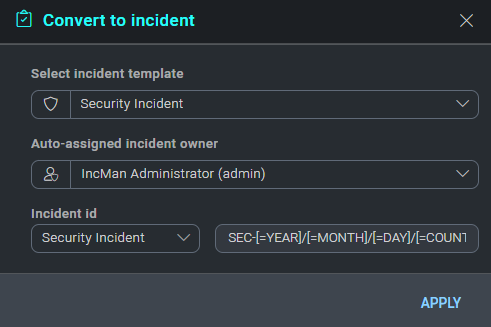 Convert to incident
Select incident template
Security Incident
Auto-assigned incident owner
IncMan Administrator (admin)
Incident id
Security Incident SEC-[=YEAR]/[=MONTH]/[=DAY]/[=COUNT
APPLY